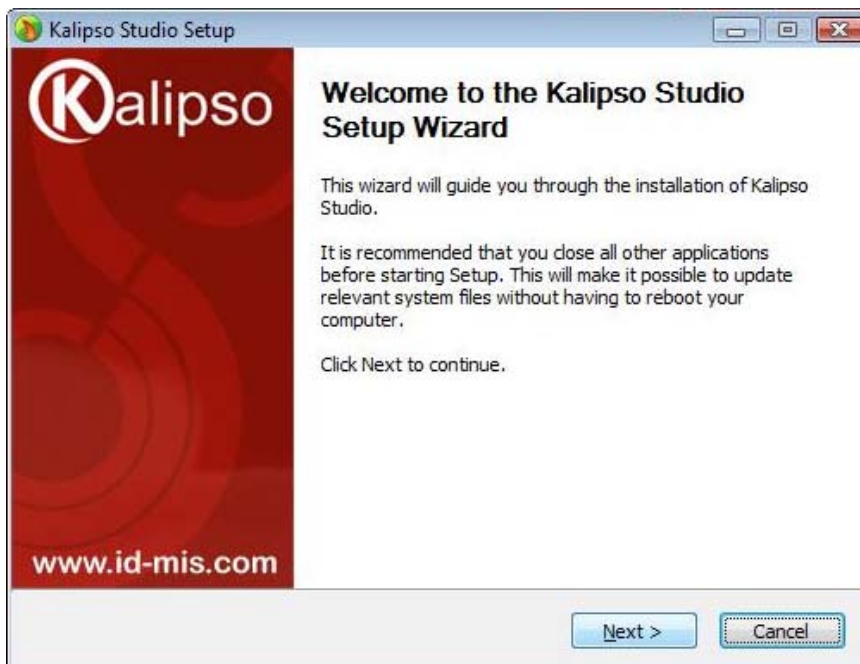 Kalipso Studio Setup
Kalipso
www.id-mis.com
Welcome to the Kalipso Studio
Setup Wizard
This wizard will guide you through the installation of Kalipso
Studio.
It is recommended that you close all other applications
before starting Setup. This will make it possible to update
relevant system files without having to reboot your
computer.
Click Next to continue.
Next >
Cancel